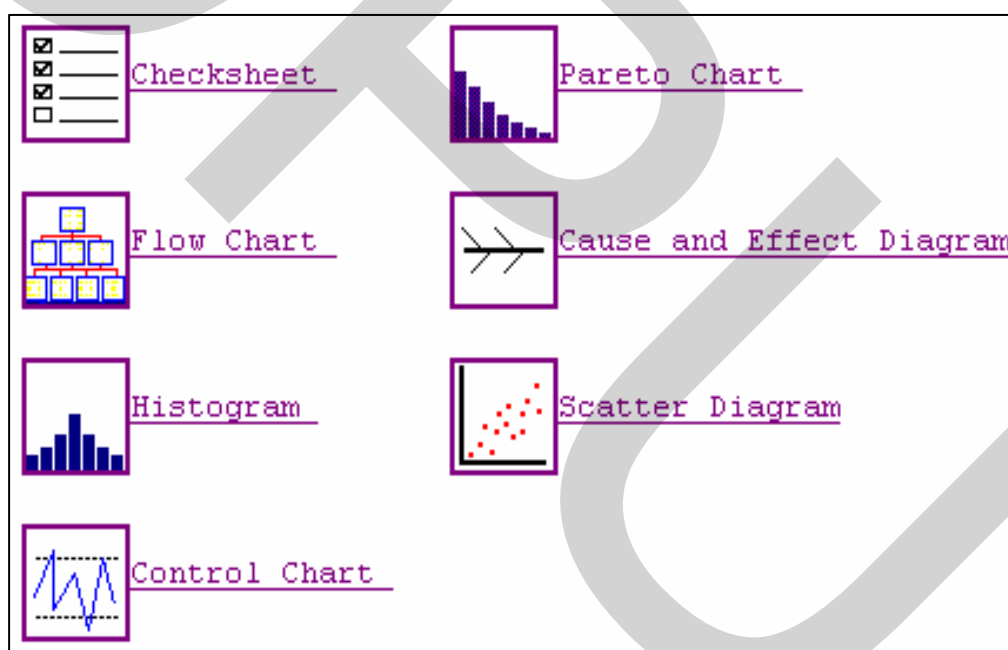 Checksheet
Pareto Chart
Flow Chart
Cause and Effect Diagram
Histogram
Scatter Diagram
Control Chart